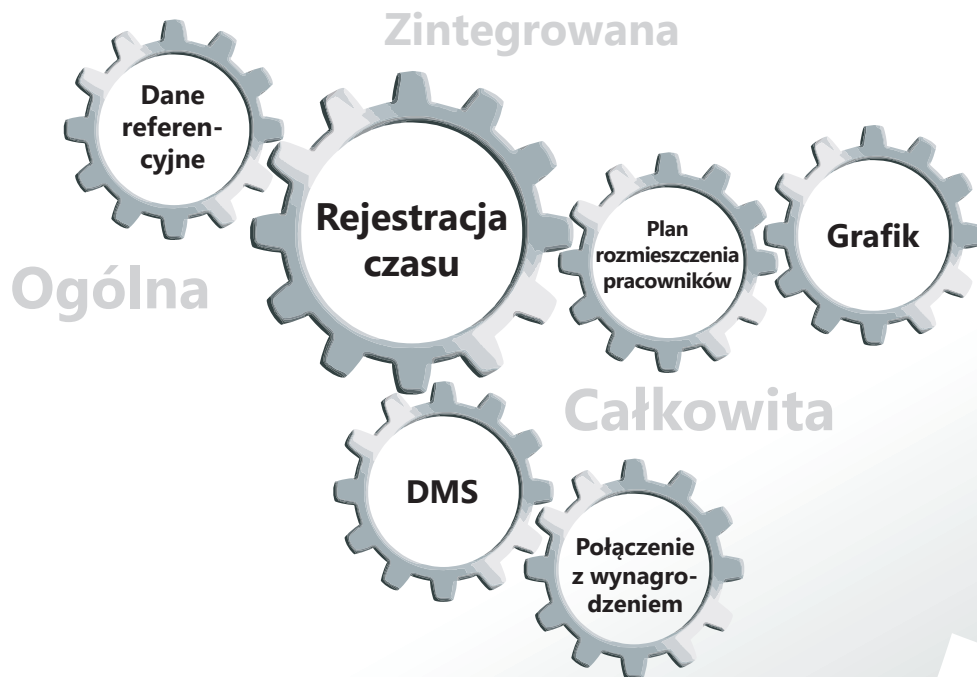 Zintegrowana
Dane
referen-
cyjne
Rejestracja
czasu
Plan
rozmieszczenia
pracowników
Grafik
Ogólna
Całkowita
DMS
Połączenie
z wynagro-
dzeniem